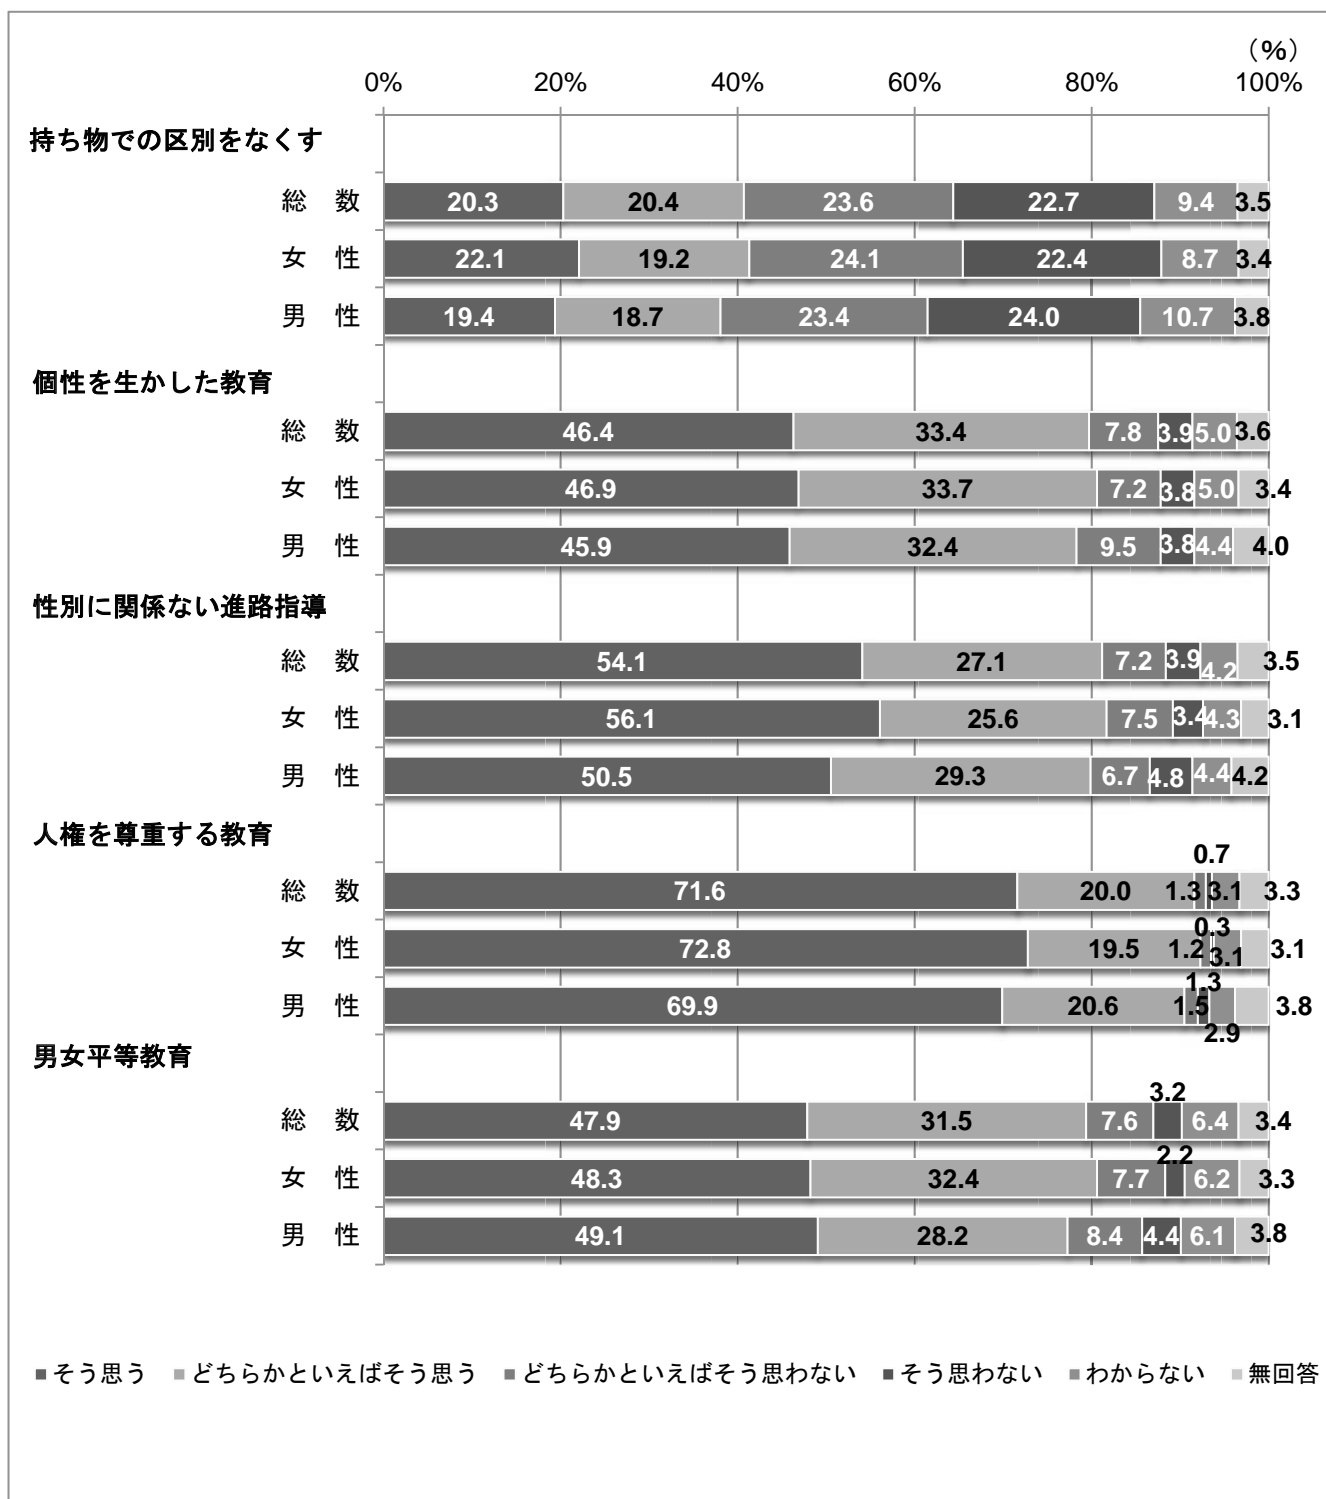 (%)
0% 20% 40% 60% 80% 100%
持ち物での区別をなくす
総 数 20.3 20.4 23.6 22.7 9.4 3.5
女 性 22.1 19.2 24.1 22.4 8.7 3.4
男 性 19.4 18.7 23.4 24.0 10.7 3.8
個性を生かした教育
総 数 46.4 33.4 7.8 3.9 5.0 3.6
女 性 46.9 33.7 7.2 3.8 5.0 3.4
男 性 45.9 32.4 9.5 3.8 4.4 4.0
性別に関係ない進路指導
総 数 54.1 27.1 7.2 3.9 4.2 3.5
女 性 56.1 25.6 7.5 3.4 4.3 3.1
男 性 50.5 29.3 6.7 4.8 4.4 4.2
人権を尊重する教育
総 数 71.6 20.0 1.3 0.7 3.1 3.3
女 性 72.8 19.5 1.2 0.3 3.1 3.1
男 性 69.9 20.6 1.5 1.3 2.9 3.8
男女平等教育
総 数 47.9 31.5 7.6 3.2 6.4 3.4
女 性 48.3 32.4 7.7 2.2 6.2 3.3
男 性 49.1 28.2 8.4 4.4 6.1 3.8
そう思う どちらかといえばそう思う どちらかといえばそう思わない そう思わない わからない 無回答